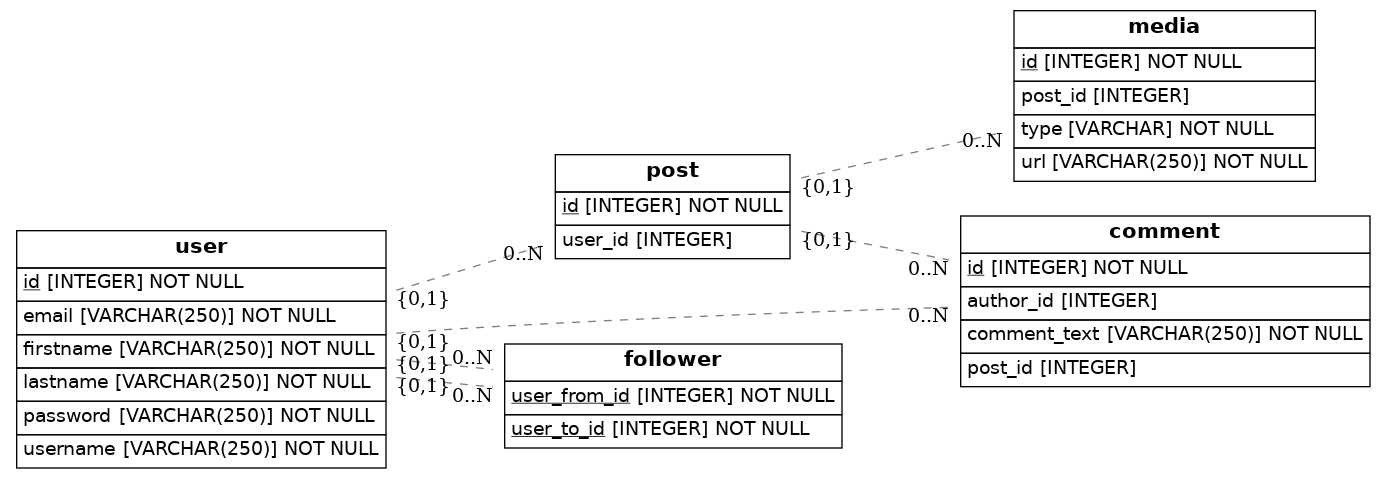 media
id [INTEGER] NOT NULL
post_id [INTEGER]
type [VARCHAR] NOT NULL
url [VARCHAR(250)] NOT NULL
0..N
{0,1}
post
id [INTEGER] NOT NULL
user_id [INTEGER]
{0,1}
0..N
comment
id [INTEGER] NOT NULL
author_id [INTEGER]
comment_text [VARCHAR(250)] NOT NULL
post_id [INTEGER]
0..N
user
id [INTEGER] NOT NULL
email [VARCHAR(250)] NOT NULL
firstname [VARCHAR(250)] NOT NULL
lastname [VARCHAR(250)] NOT NULL
password [VARCHAR(250)] NOT NULL
username [VARCHAR(250)] NOT NULL
0..N
{0,1}
{0,1}
{0,1}
{0,1}
0..N
0..N
follower
user_from_id [INTEGER] NOT NULL
user_to_id [INTEGER] NOT NULL